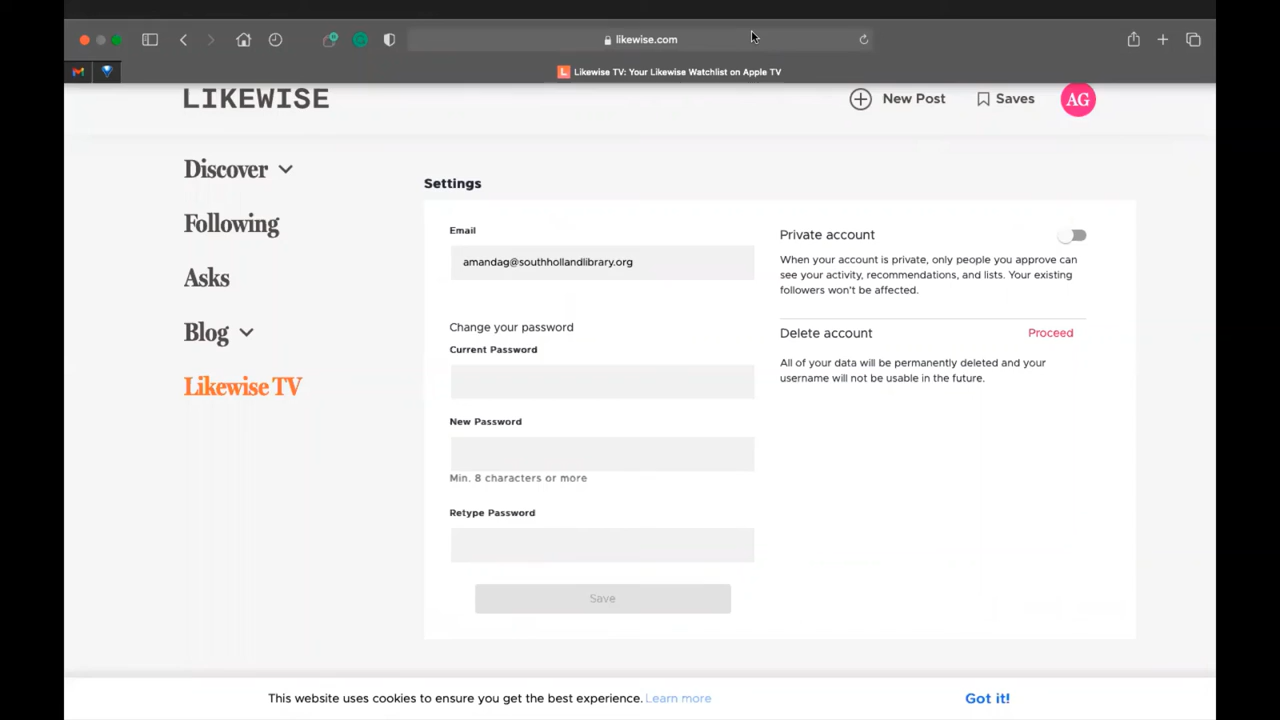 likewise.com
Likewise TV: Your Likewise Watchlist on Apple TV
LIKEWISE
New Post
Saves
AG
Discover
Following
Asks
Blog
Likewise TV
Settings
Email
amandag@southhollandlibrary.org
Change your password
Current Password
New Password
Min. 8 characters or more
Retype Password
Save
Private account
When your account is private, only people you approve can
see your activity, recommendations, and lists. Your existing
followers won't be affected.
Delete account
Proceed
All of your data will be permanently deleted and your
username will not be usable in the future.
This website uses cookies to ensure you get the best experience. Learn more
Got it!